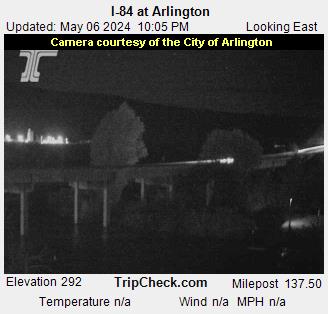 I-84 at Arlington
Updated: May 06 2024 10:05 PM Looking East
Camera courtesy of the City of Arlington
Elevation 292 TripCheck.com Milepost 137.50
Temperature n/a Wind n/a MPH n/a